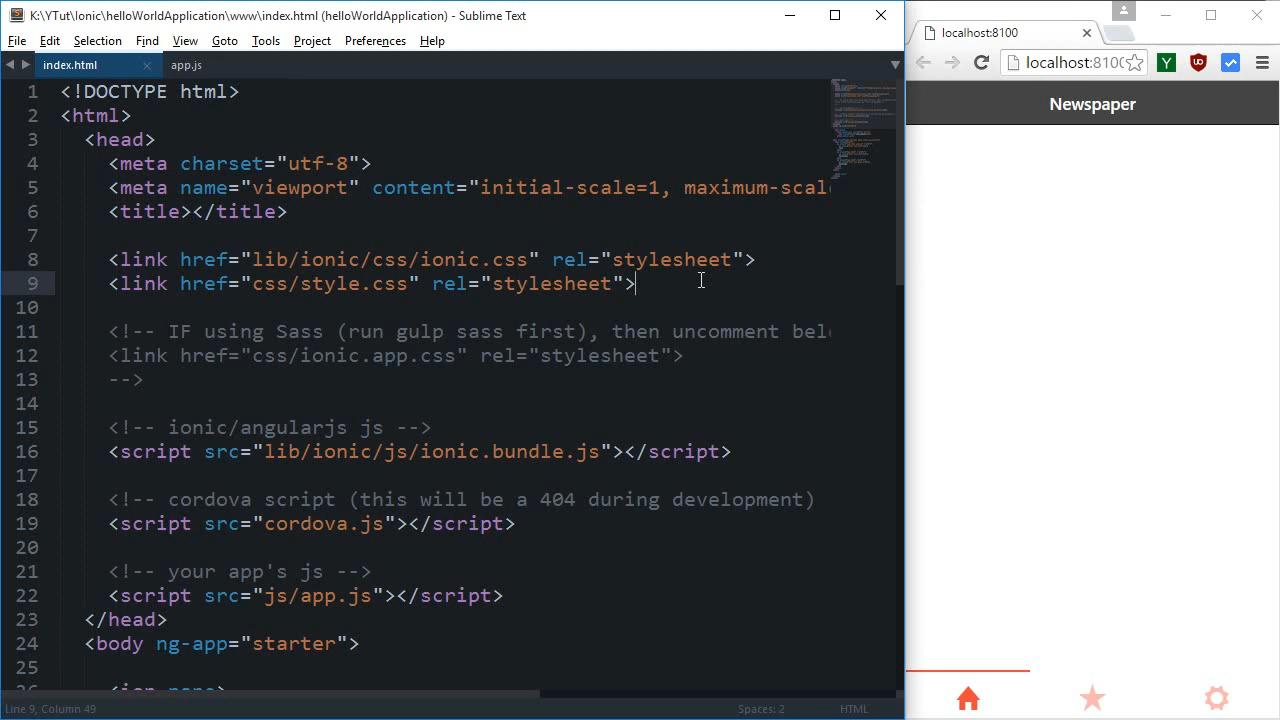 K:\YTut\Ionic\helloWorldApplication\www\index.html (helloWorldApplication) - Sublime Text
File Edit Selection Find View Goto Tools Project Preferences Help
index.html app.js
1 <!DOCTYPE html>
2 <html>
3 <head>
4 <meta charset="utf-8">
5 <meta name="viewport" content="initial-scale=1, maximum-scale
6 <title></title>
7
8 <link href="lib/ionic/css/ionic.css" rel="stylesheet">
9 <link href="css/style.css" rel="stylesheet">
10
11 <!-- IF using Sass (run gulp sass first), then uncomment bel
12 <link href="css/ionic.app.css" rel="stylesheet">
13 -->
14
15 <!-- ionic/angularjs js -->
16 <script src="lib/ionic/js/ionic.bundle.js"></script>
17
18 <!-- cordova script (this will be a 404 during development)
19 <script src="cordova.js"></script>
20
21 <!-- your app's js -->
22 <script src="js/app.js"></script>
23 </head>
24 <body ng-app="starter">
25
Line 9, Column 49 Spaces: 2 HTML
localhost:8100
localhost:8100
Newspaper